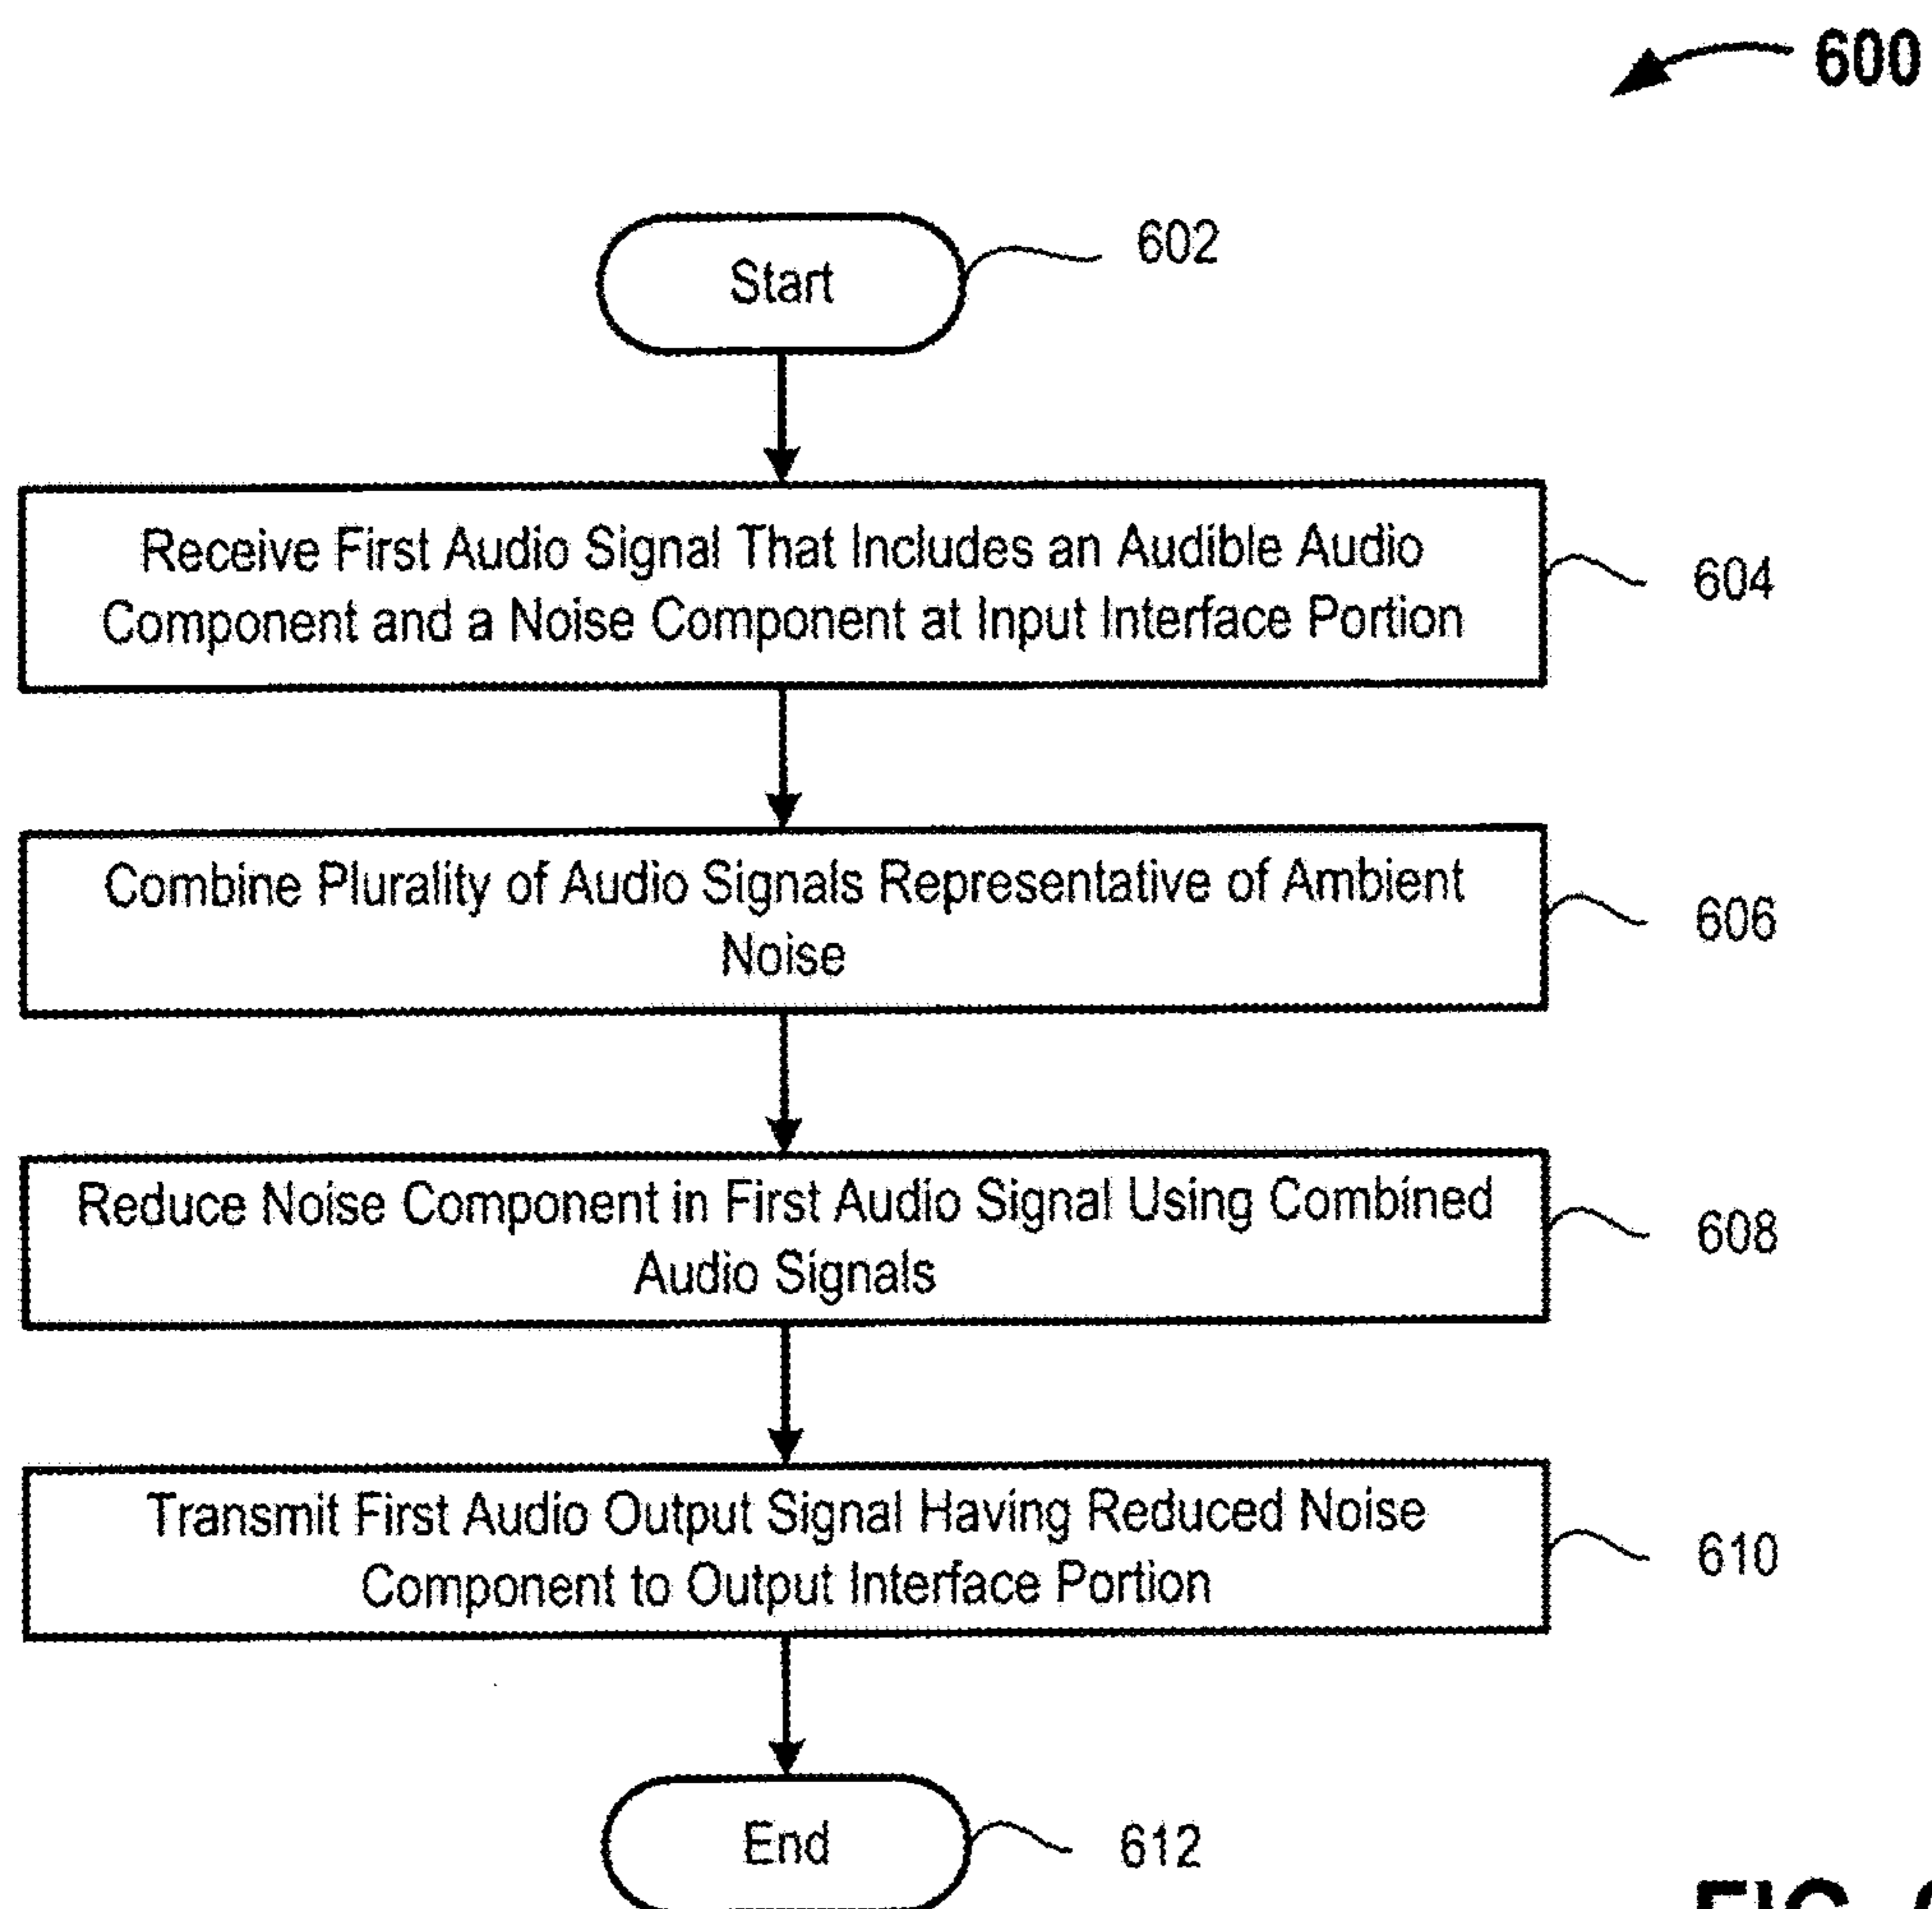 600
Start
602
Receive First Audio Signal That Includes an Audible Audio
Component and a Noise Component at Input Interface Portion
604
Combine Plurality of Audio Signals Representative of Ambient
Noise
606
Reduce Noise Component in First Audio Signal Using Combined
Audio Signals
608
Transmit First Audio Output Signal Having Reduced Noise
Component to Output Interface Portion
610
End
612
FIG.